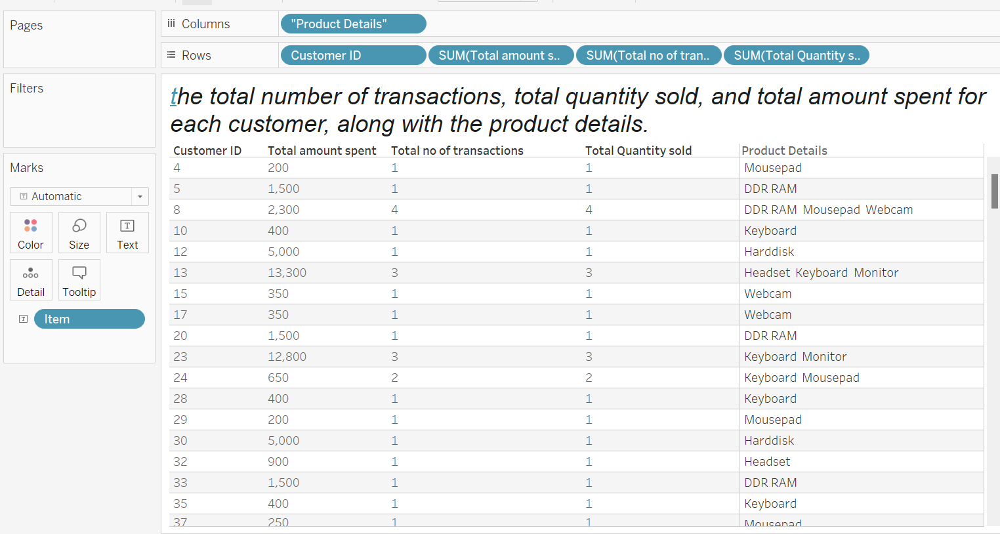 Pages
Columns
"Product Details"
Rows
Customer ID
SUM(Total amount s..
SUM(Total no of tran..
SUM(Total Quantity s..
Filters
Marks
Automatic
Color
Size
T
Text
Detail
Tooltip
T
Item
the total number of transactions, total quantity sold, and total amount spent for
each customer, along with the product details.
Customer ID Total amount spent Total no of transactions Total Quantity sold Product Details
4 200 1 1 Mousepad
5 1,500 1 1 DDR RAM
8 2,300 4 4 DDR RAM Mousepad Webcam
10 400 1 1 Keyboard
12 5,000 1 1 Harddisk
13 13,300 3 3 Headset Keyboard Monitor
15 350 1 1 Webcam
17 350 1 1 Webcam
20 1,500 1 1 DDR RAM
23 12,800 3 3 Keyboard Monitor
24 650 2 2 Keyboard Mousepad
28 400 1 1 Keyboard
29 200 1 1 Mousepad
30 5,000 1 1 Harddisk
32 900 1 1 Headset
33 1,500 1 1 DDR RAM
35 400 1 1 Keyboard
37 250 1 1 Mousepad